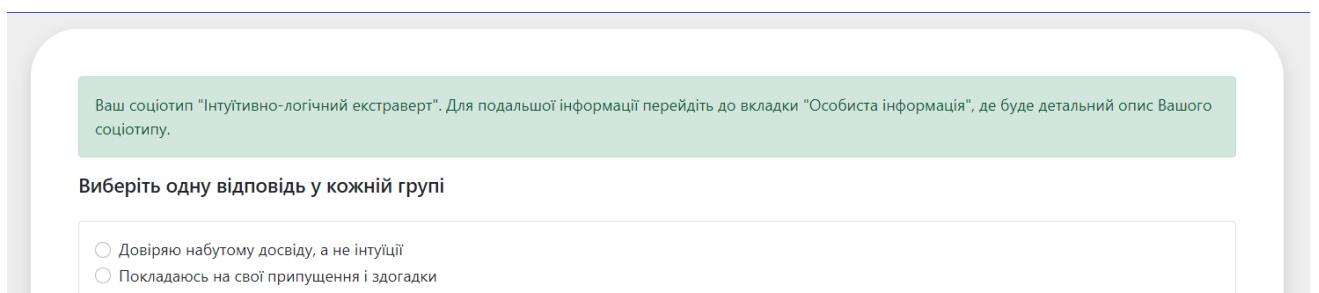 Ваш соціотип "Інтуїтивно-логічний екстраверт". Для подальшої інформації перейдіть до вкладки "Особиста інформація", де буде детальний опис Вашого
соціотипу.
Виберіть одну відповідь у кожній групі
Довіряю набутому досвіду, а не інтуїції
Покладаюсь на свої припущення і здогадки